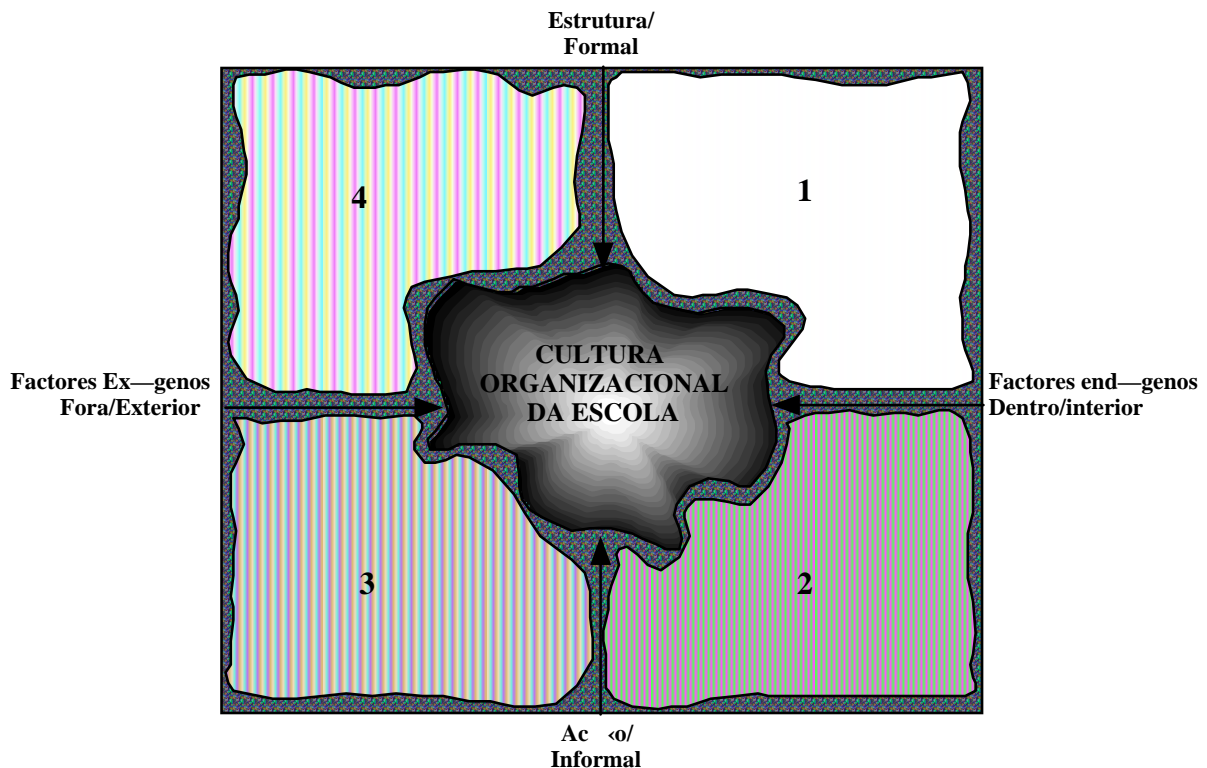 Estrutura/
Formal
4
1
CULTURA
ORGANIZACIONAL
DA ESCOLA
Factores Ex—genos
Fora/Exterior
Factores end—genos
Dentro/interior
3
2
Ac ‹o/
Informal